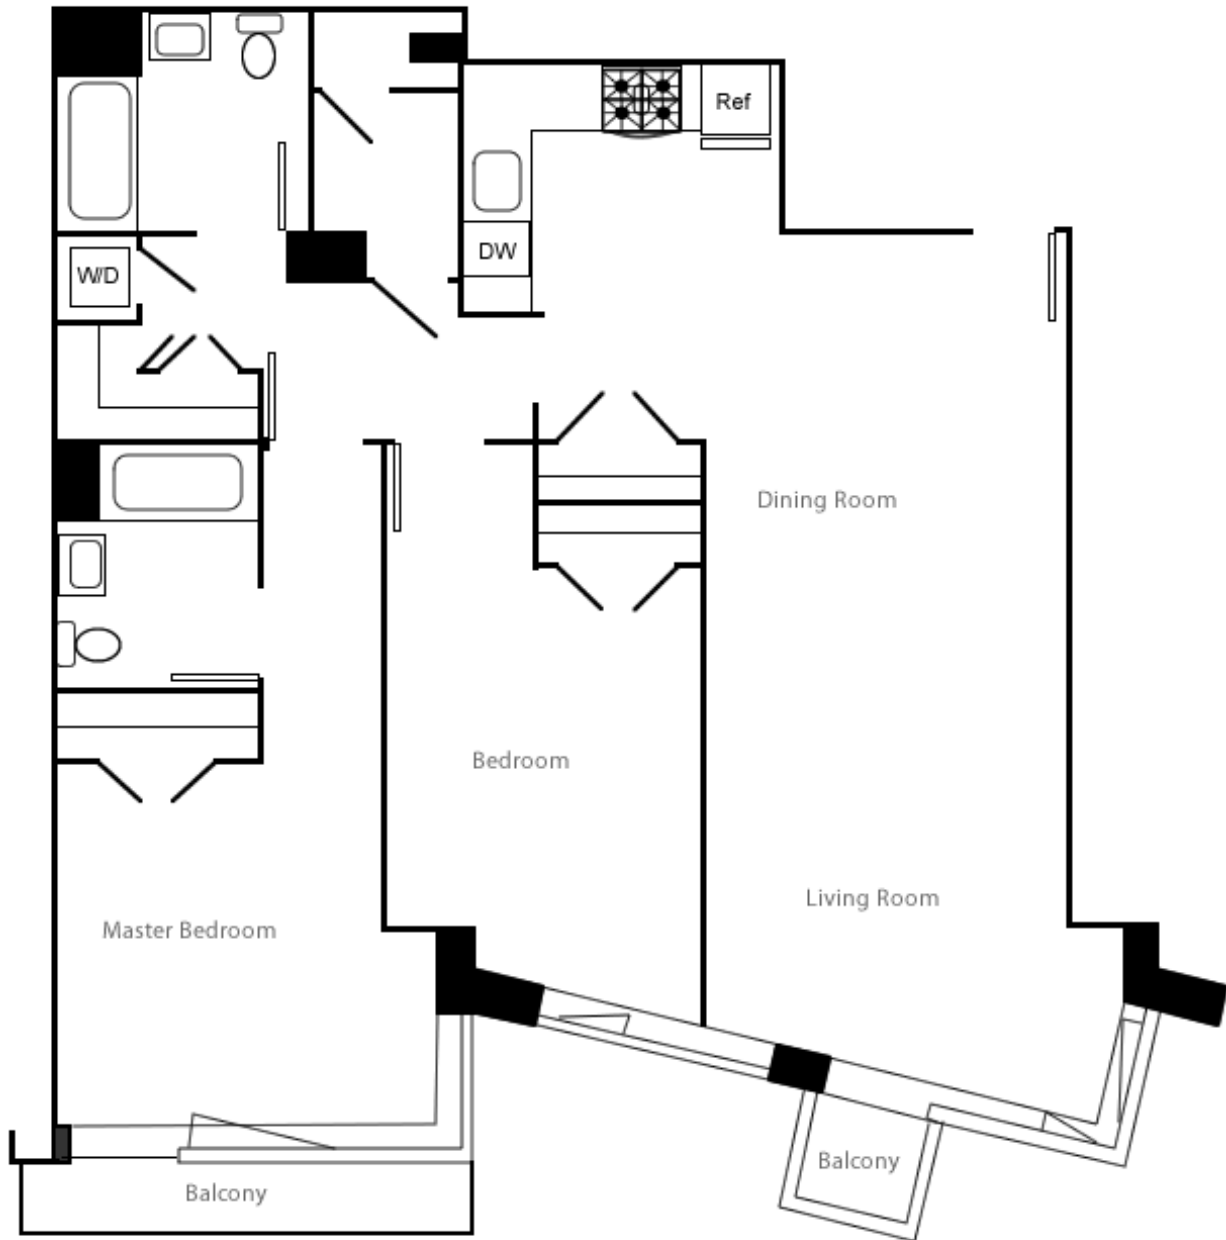 Ref
DW
W/D
Dining Room
Bedroom
Living Room
Master Bedroom
Balcony
Balcony